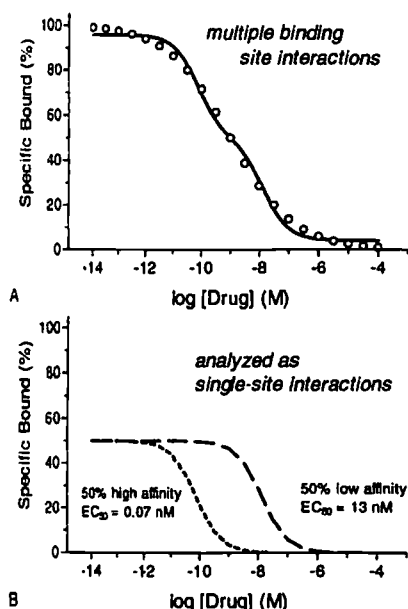 multiple binding
site interactions
100
80
60
40
20
0
Specific Bound (%)
-14 -12 -10 -8 -6 -4
log [Drug] (M)
A
analyzed as
single-site interactions
100
80
60
40
20
0
Specific Bound (%)
50% high affinity
EC50 = 0.07 nM
50% low affinity
EC50 = 13 nM
-14 -12 -10 -8 -6 -4
log [Drug] (M)
B